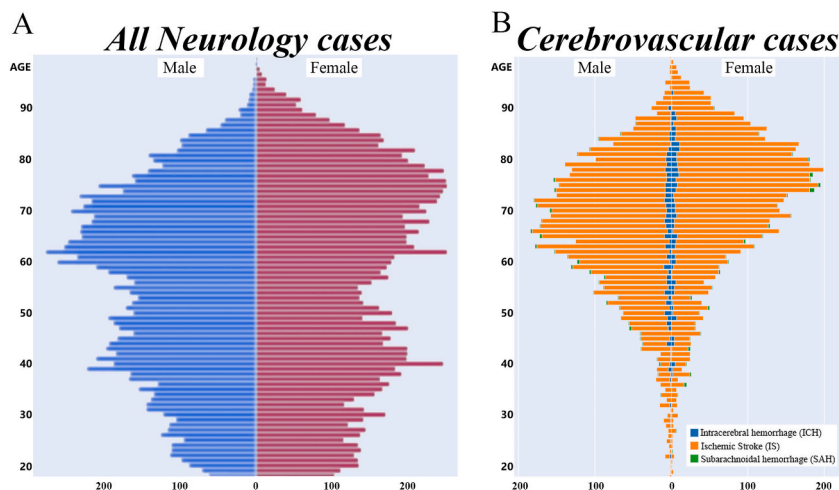 A
All Neurology cases
AGE
Male
Female
90
80
70
60
50
40
30
20
200
100
0
100
200
B
Cerebrovascular cases
AGE
Male
Female
90
80
70
60
50
40
30
20
Intracerebral hemorrhage (ICH)
Ischemic Stroke (IS)
Subarachnoidal hemorrhage (SAH)
200
100
0
100
200